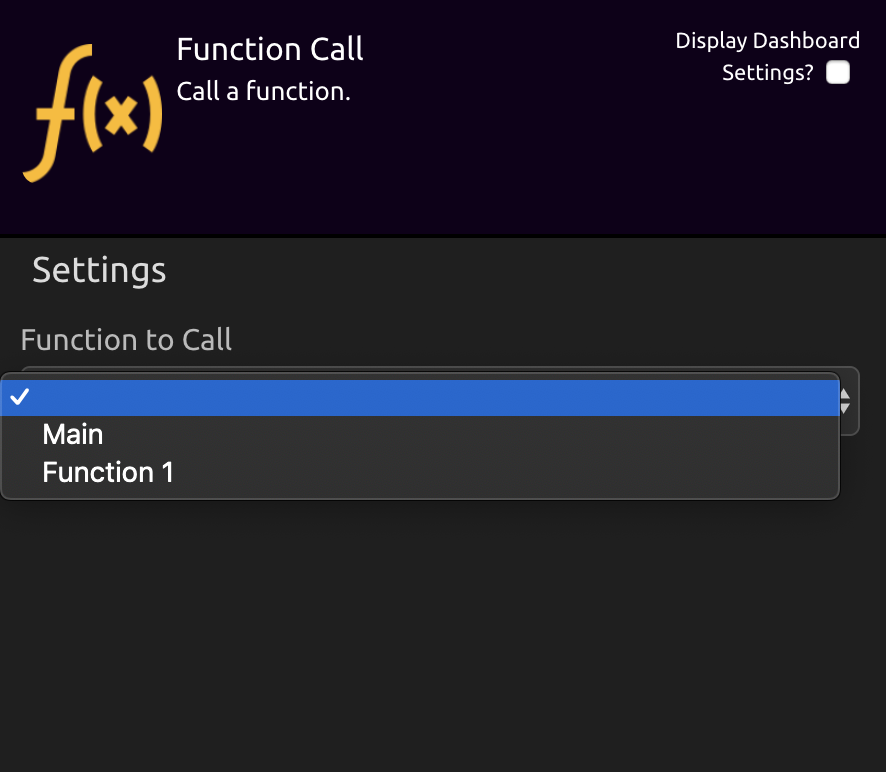 f(x)
Function Call
Call a function.
Display Dashboard
Settings?
Settings
Function to Call
Main
Function 1